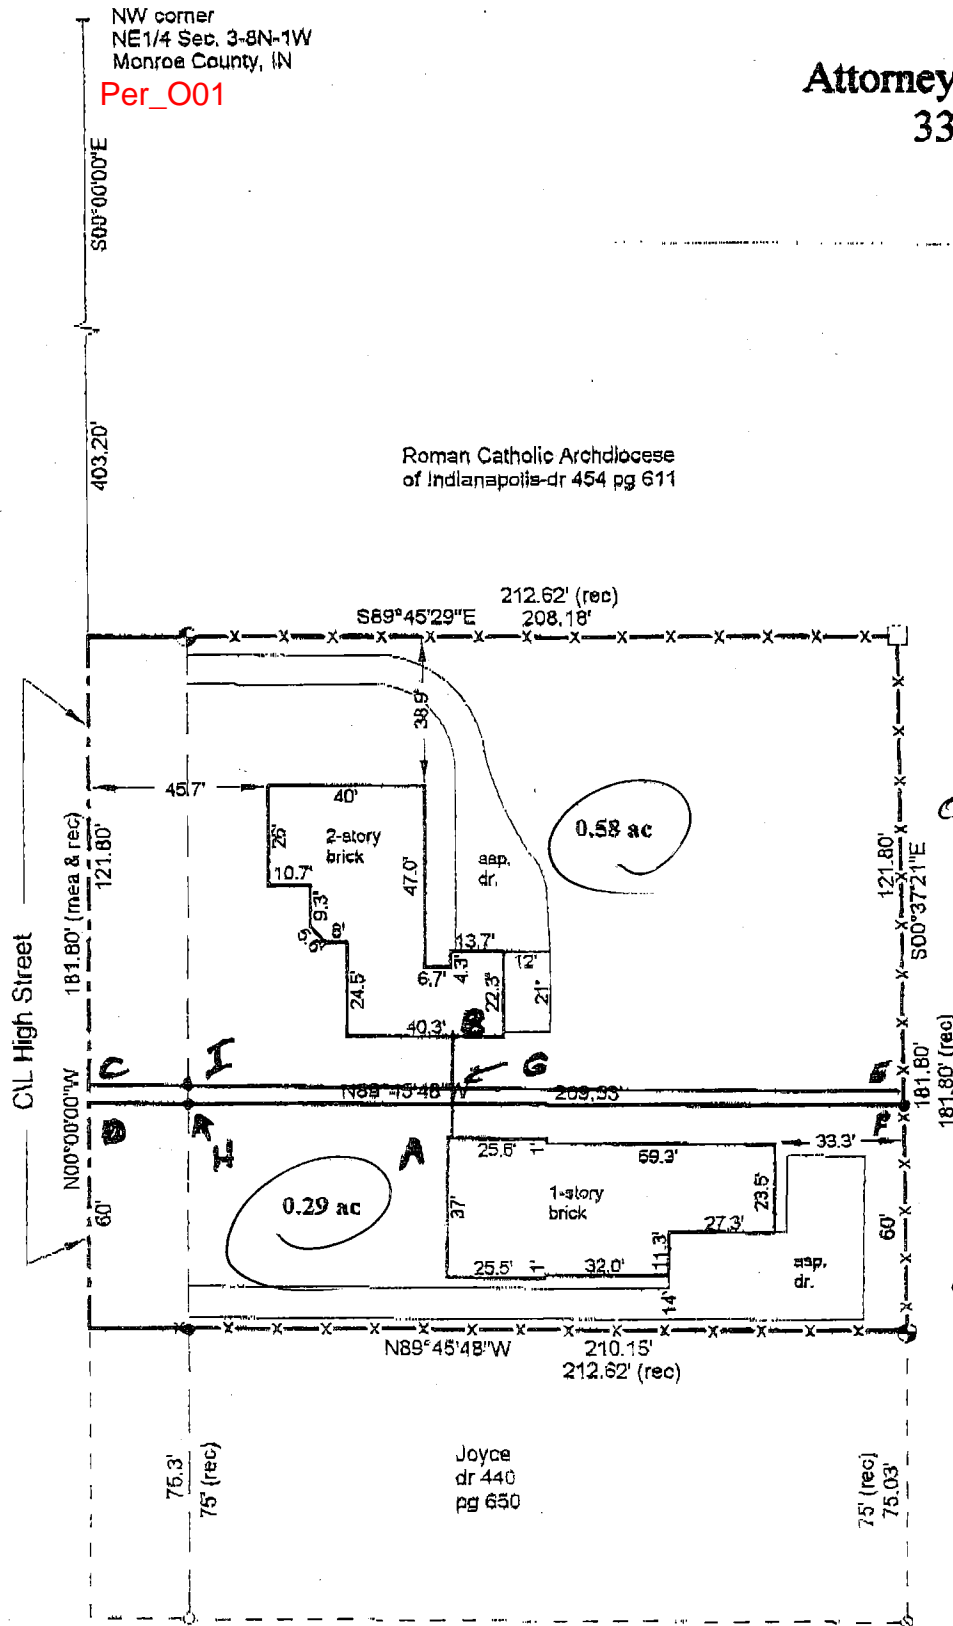 NW corner
NE1/4 Sec. 3-8N-1W
Monroe County, IN
Per_O01
Attorney
33
S00°00'00"E
403.20'
Roman Catholic Archdiocese
of Indianapolis-dr 454 pg 611
212.62' (rec)
S89°45'29"E 208.18'
38.9'
45.7'
40'
2-story
brick
26'
10.7'
9.3'
8'
47.0'
asp.
dr.
0.58 ac
13.7'
6.7'
4.3'
12'
24.5'
22.3'
21'
40.3'
B
121.80'
181.80' (mea & rec)
121.80'
S00°37'21"E
181.80'
181.80' (rec)
C\L High Street
C
I
G
E
209.93'
D
H
A
F
N00°00'00"W
60'
0.29 ac
25.6'
1'
69.3'
33.3'
37'
1-story
brick
23.5'
27.3'
11.3'
25.5'
1'
32.0'
14'
asp.
dr.
60'
N89°45'48"W 210.15'
212.62' (rec)
75.3'
75' (rec)
Joyce
dr 440
pg 650
75' (rec)
75.03'